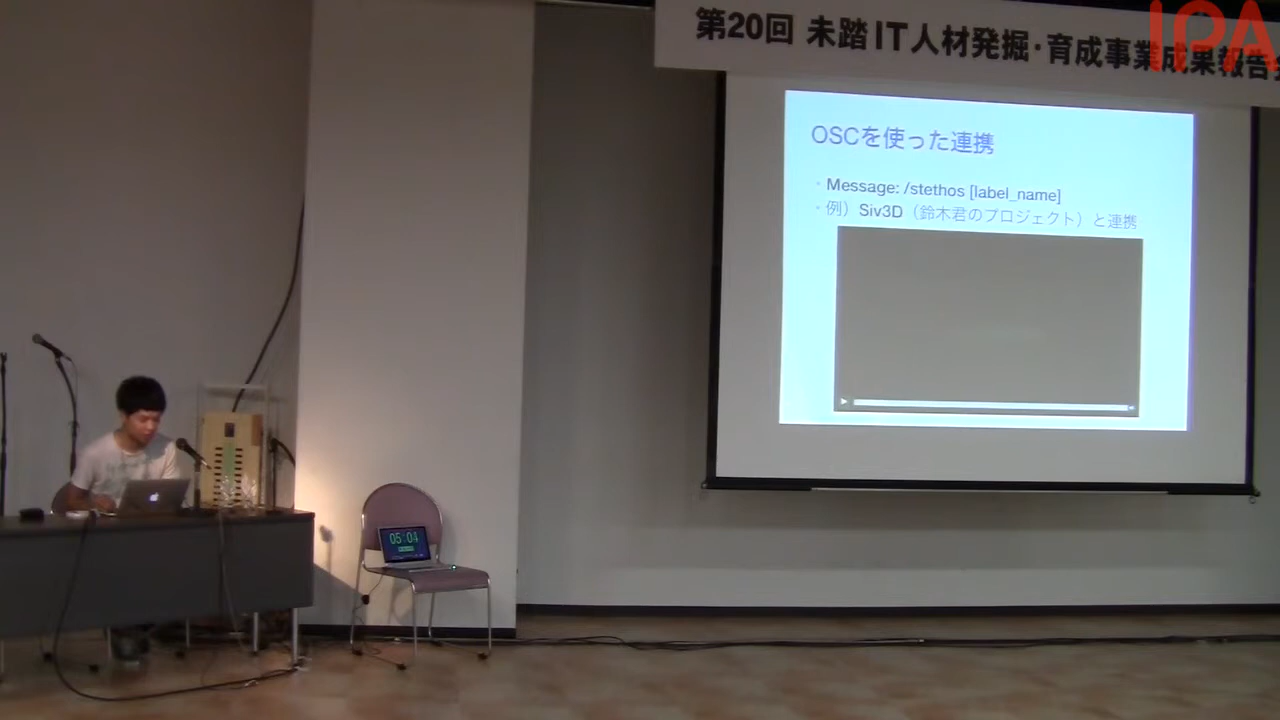 第20回 未踏IT人材発掘・育成事業成果報告会
IPA
OSCを使った連携
・Message: /stethos [label_name]
・例）Siv3D（鈴木君のプロジェクト）と連携
05:04